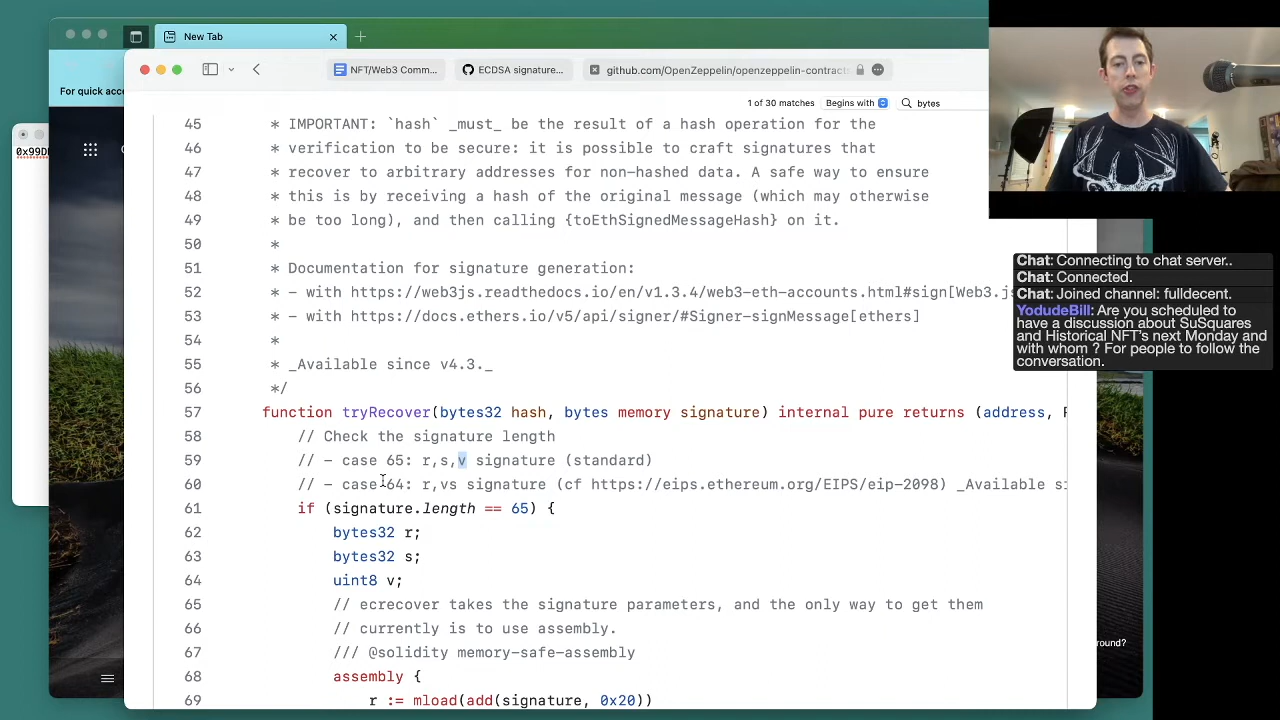 New Tab
For quick acce
0x99D
NFT/Web3 Comm...
ECDSA signature...
github.com/OpenZeppelin/openzeppelin-contract
1 of 30 matches
Begins with
bytes
45 * IMPORTANT: `hash` _must_ be the result of a hash operation for the
46 * verification to be secure: it is possible to craft signatures that
47 * recover to arbitrary addresses for non-hashed data. A safe way to ensure
48 * this is by receiving a hash of the original message (which may otherwise
49 * be too long), and then calling {toEthSignedMessageHash} on it.
50 *
51 * Documentation for signature generation:
52 * - with https://web3js.readthedocs.io/en/v1.3.4/web3-eth-accounts.html#sign[Web3.js
53 * - with https://docs.ethers.io/v5/api/signer/#Signer-signMessage[ethers]
54 *
55 * _Available since v4.3._
56 */
57 function tryRecover(bytes32 hash, bytes memory signature) internal pure returns (address, R
58 // Check the signature length
59 // - case 65: r,s,v signature (standard)
60 // - case 64: r,vs signature (cf https://eips.ethereum.org/EIPS/eip-2098) _Available si
61 if (signature.length == 65) {
62 bytes32 r;
63 bytes32 s;
64 uint8 v;
65 // ecrecover takes the signature parameters, and the only way to get them
66 // currently is to use assembly.
67 /// @solidity memory-safe-assembly
68 assembly {
69 r := mload(add(signature, 0x20))
Chat: Connecting to chat server..
Chat: Connected.
Chat: Joined channel: fulldecent.
YodudeBill: Are you scheduled to
have a discussion about SuSquares
and Historical NFT's next Monday and
with whom ? For people to follow the
conversation.
round?